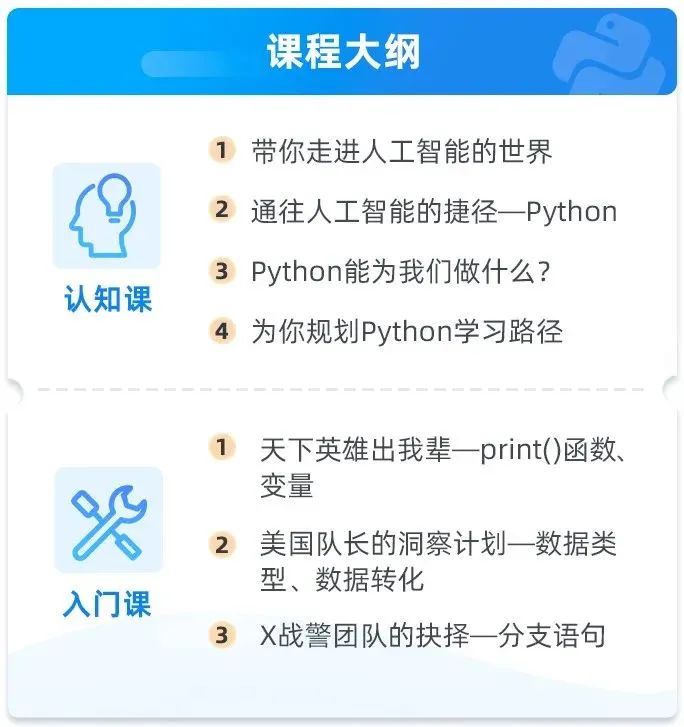 课程大纲
1 带你走进人工智能的世界
2 通往人工智能的捷径—Python
3 Python能为我们做什么?
4 为你规划Python学习路径
认知课
1 天下英雄出我辈—print()函数、
变量
2 美国队长的洞察计划—数据类
型、数据转化
3 X战警团队的抉择—分支语句
入门课